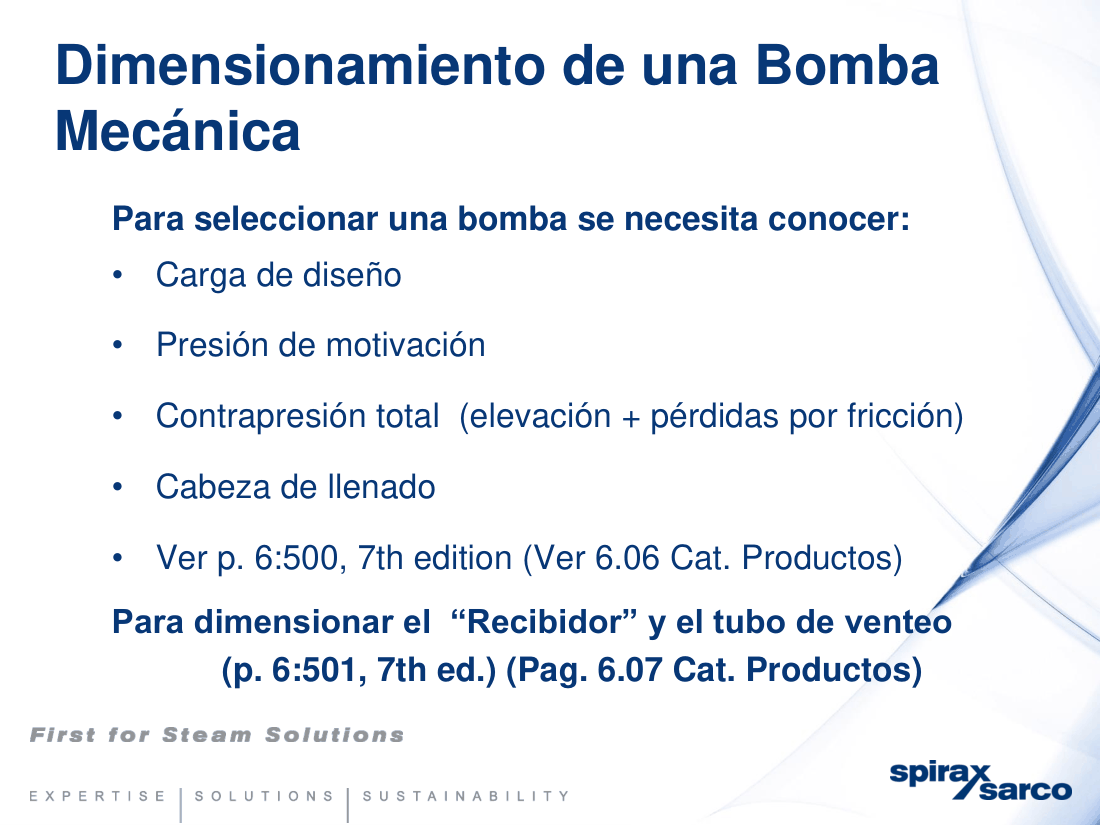 Dimensionamiento de una Bomba
Mecánica
Para seleccionar una bomba se necesita conocer:
• Carga de diseño
• Presión de motivación
• Contrapresión total (elevación + pérdidas por fricción)
• Cabeza de llenado
• Ver p. 6:500, 7th edition (Ver 6.06 Cat. Productos)
Para dimensionar el “Recibidor” y el tubo de venteo
(p. 6:501, 7th ed.) (Pag. 6.07 Cat. Productos)
First for Steam Solutions
EXPERTISE SOLUTIONS SUSTAINABILITY
spirax
sarco